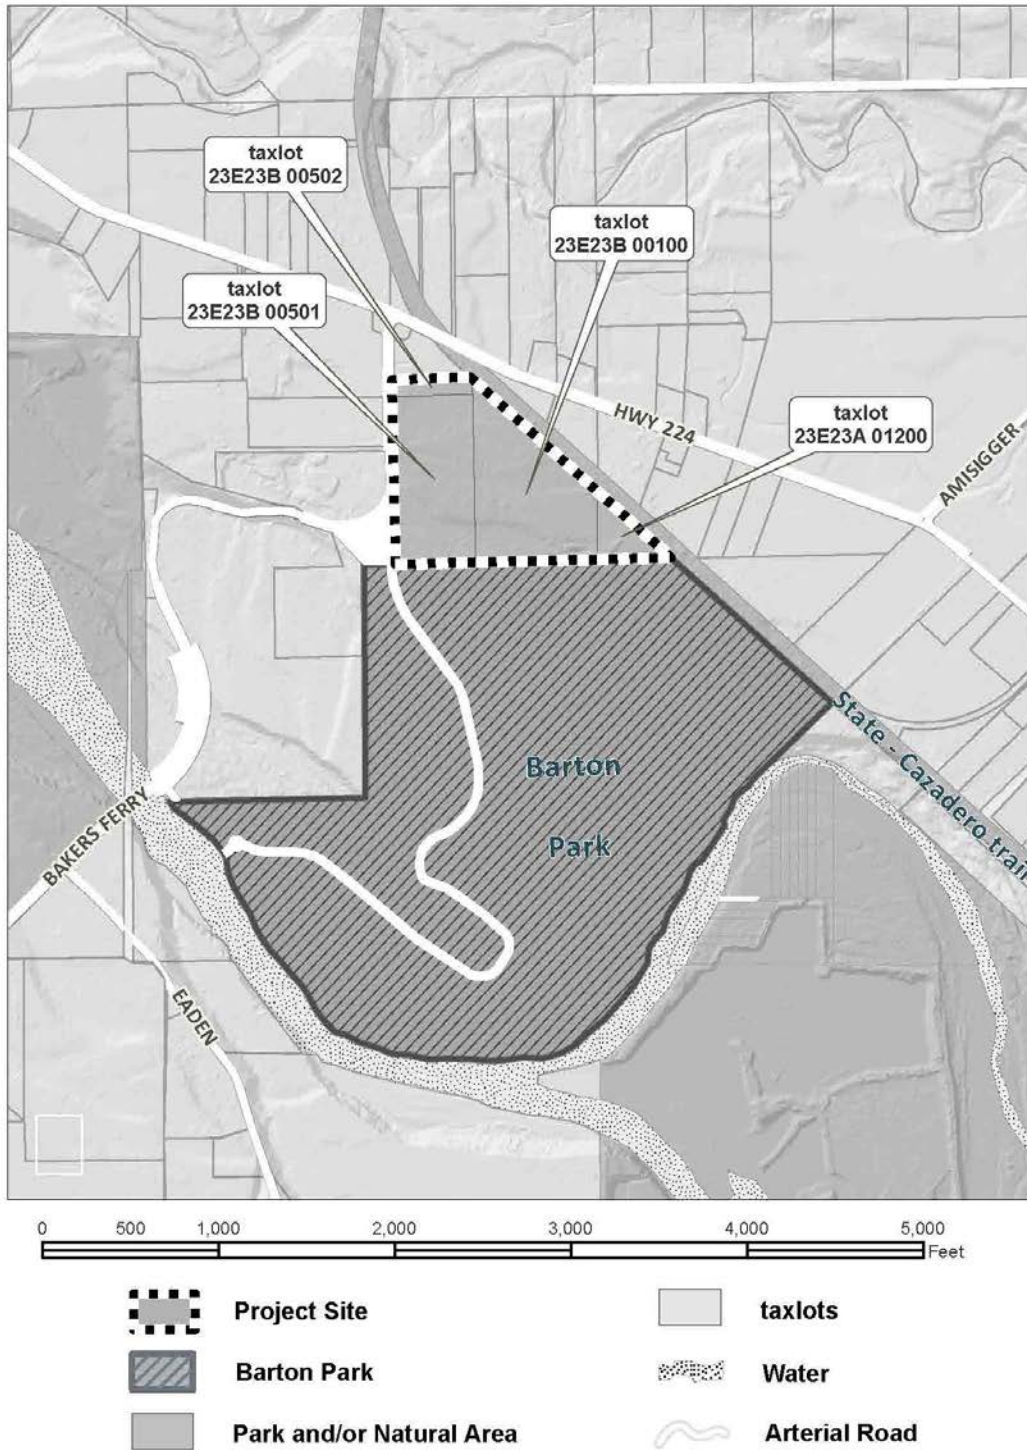 taxlot
23E23B 00502
taxlot
23E23B 00100
taxlot
23E23B 00501
taxlot
23E23A 01200
HWY 224
AMISIGGER
Barton
Park
State - Cazadero trail
BAKERS FERRY
EADEN
0 500 1,000 2,000 3,000 4,000 5,000
Feet
Project Site
taxlots
Barton Park
Water
Park and/or Natural Area
Arterial Road